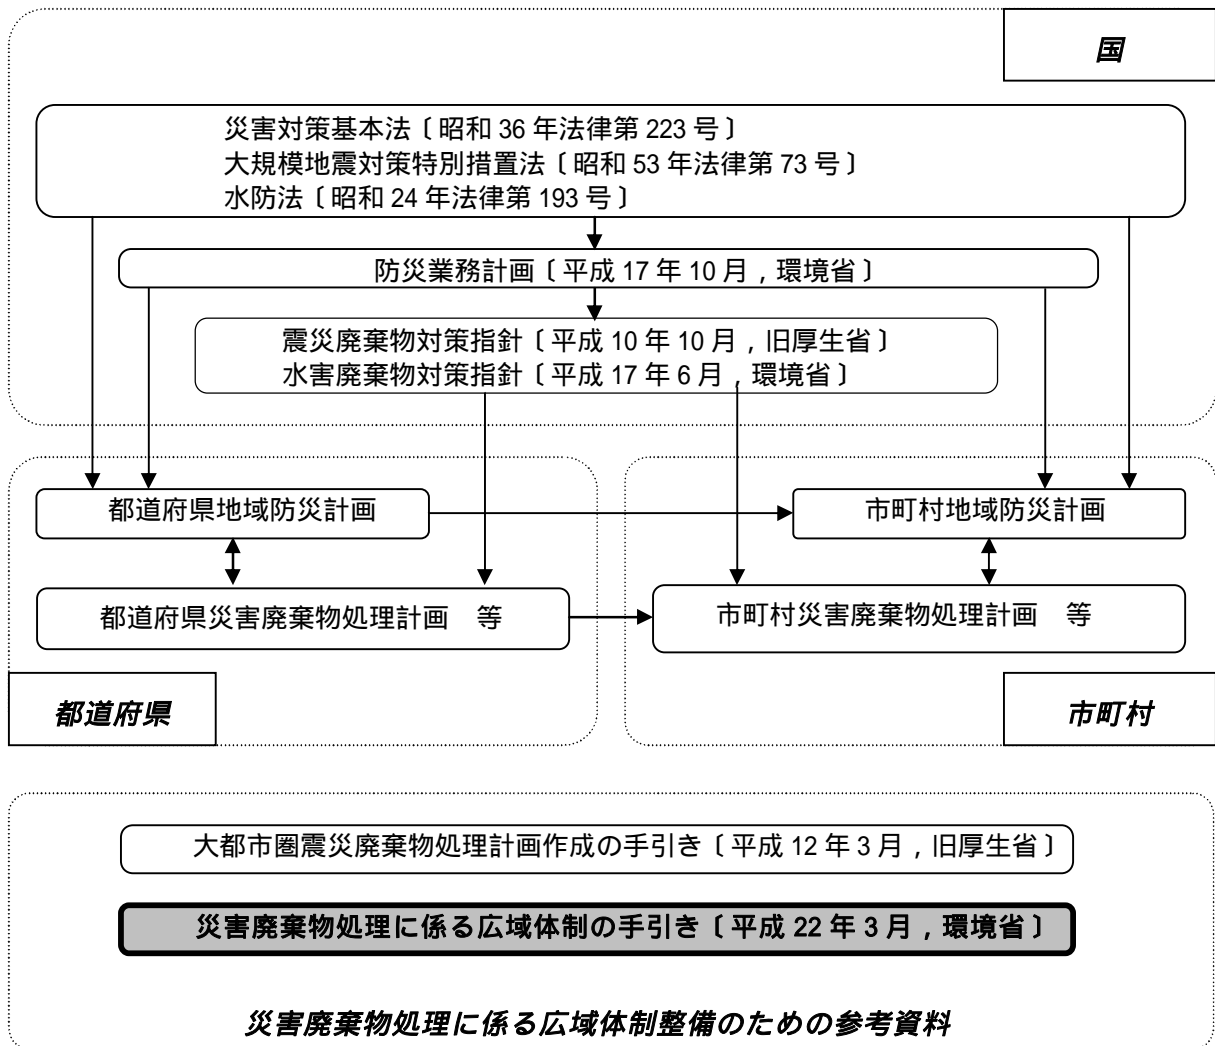 国
災害対策基本法〔昭和 36 年法律第 223 号〕
大規模地震対策特別措置法〔昭和 53 年法律第 73 号〕
水防法〔昭和 24 年法律第 193 号〕
防災業務計画〔平成 17 年 10 月，環境省〕
震災廃棄物対策指針〔平成 10 年 10 月，旧厚生省〕
水害廃棄物対策指針〔平成 17 年 6 月，環境省〕
都道府県地域防災計画
市町村地域防災計画
都道府県災害廃棄物処理計画　等
市町村災害廃棄物処理計画　等
都道府県
市町村
大都市圏震災廃棄物処理計画作成の手引き〔平成 12 年 3 月，旧厚生省〕
災害廃棄物処理に係る広域体制の手引き〔平成 22 年 3 月，環境省〕
災害廃棄物処理に係る広域体制整備のための参考資料